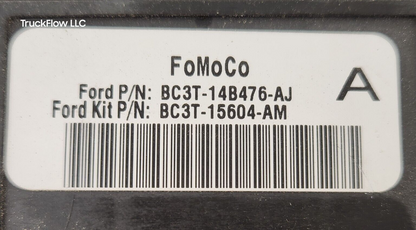 TruckFlow LLC
FoMoCo
A
Ford P/N: BC3T-14B476-AJ
Ford Kit P/N: BC3T-15604-AM